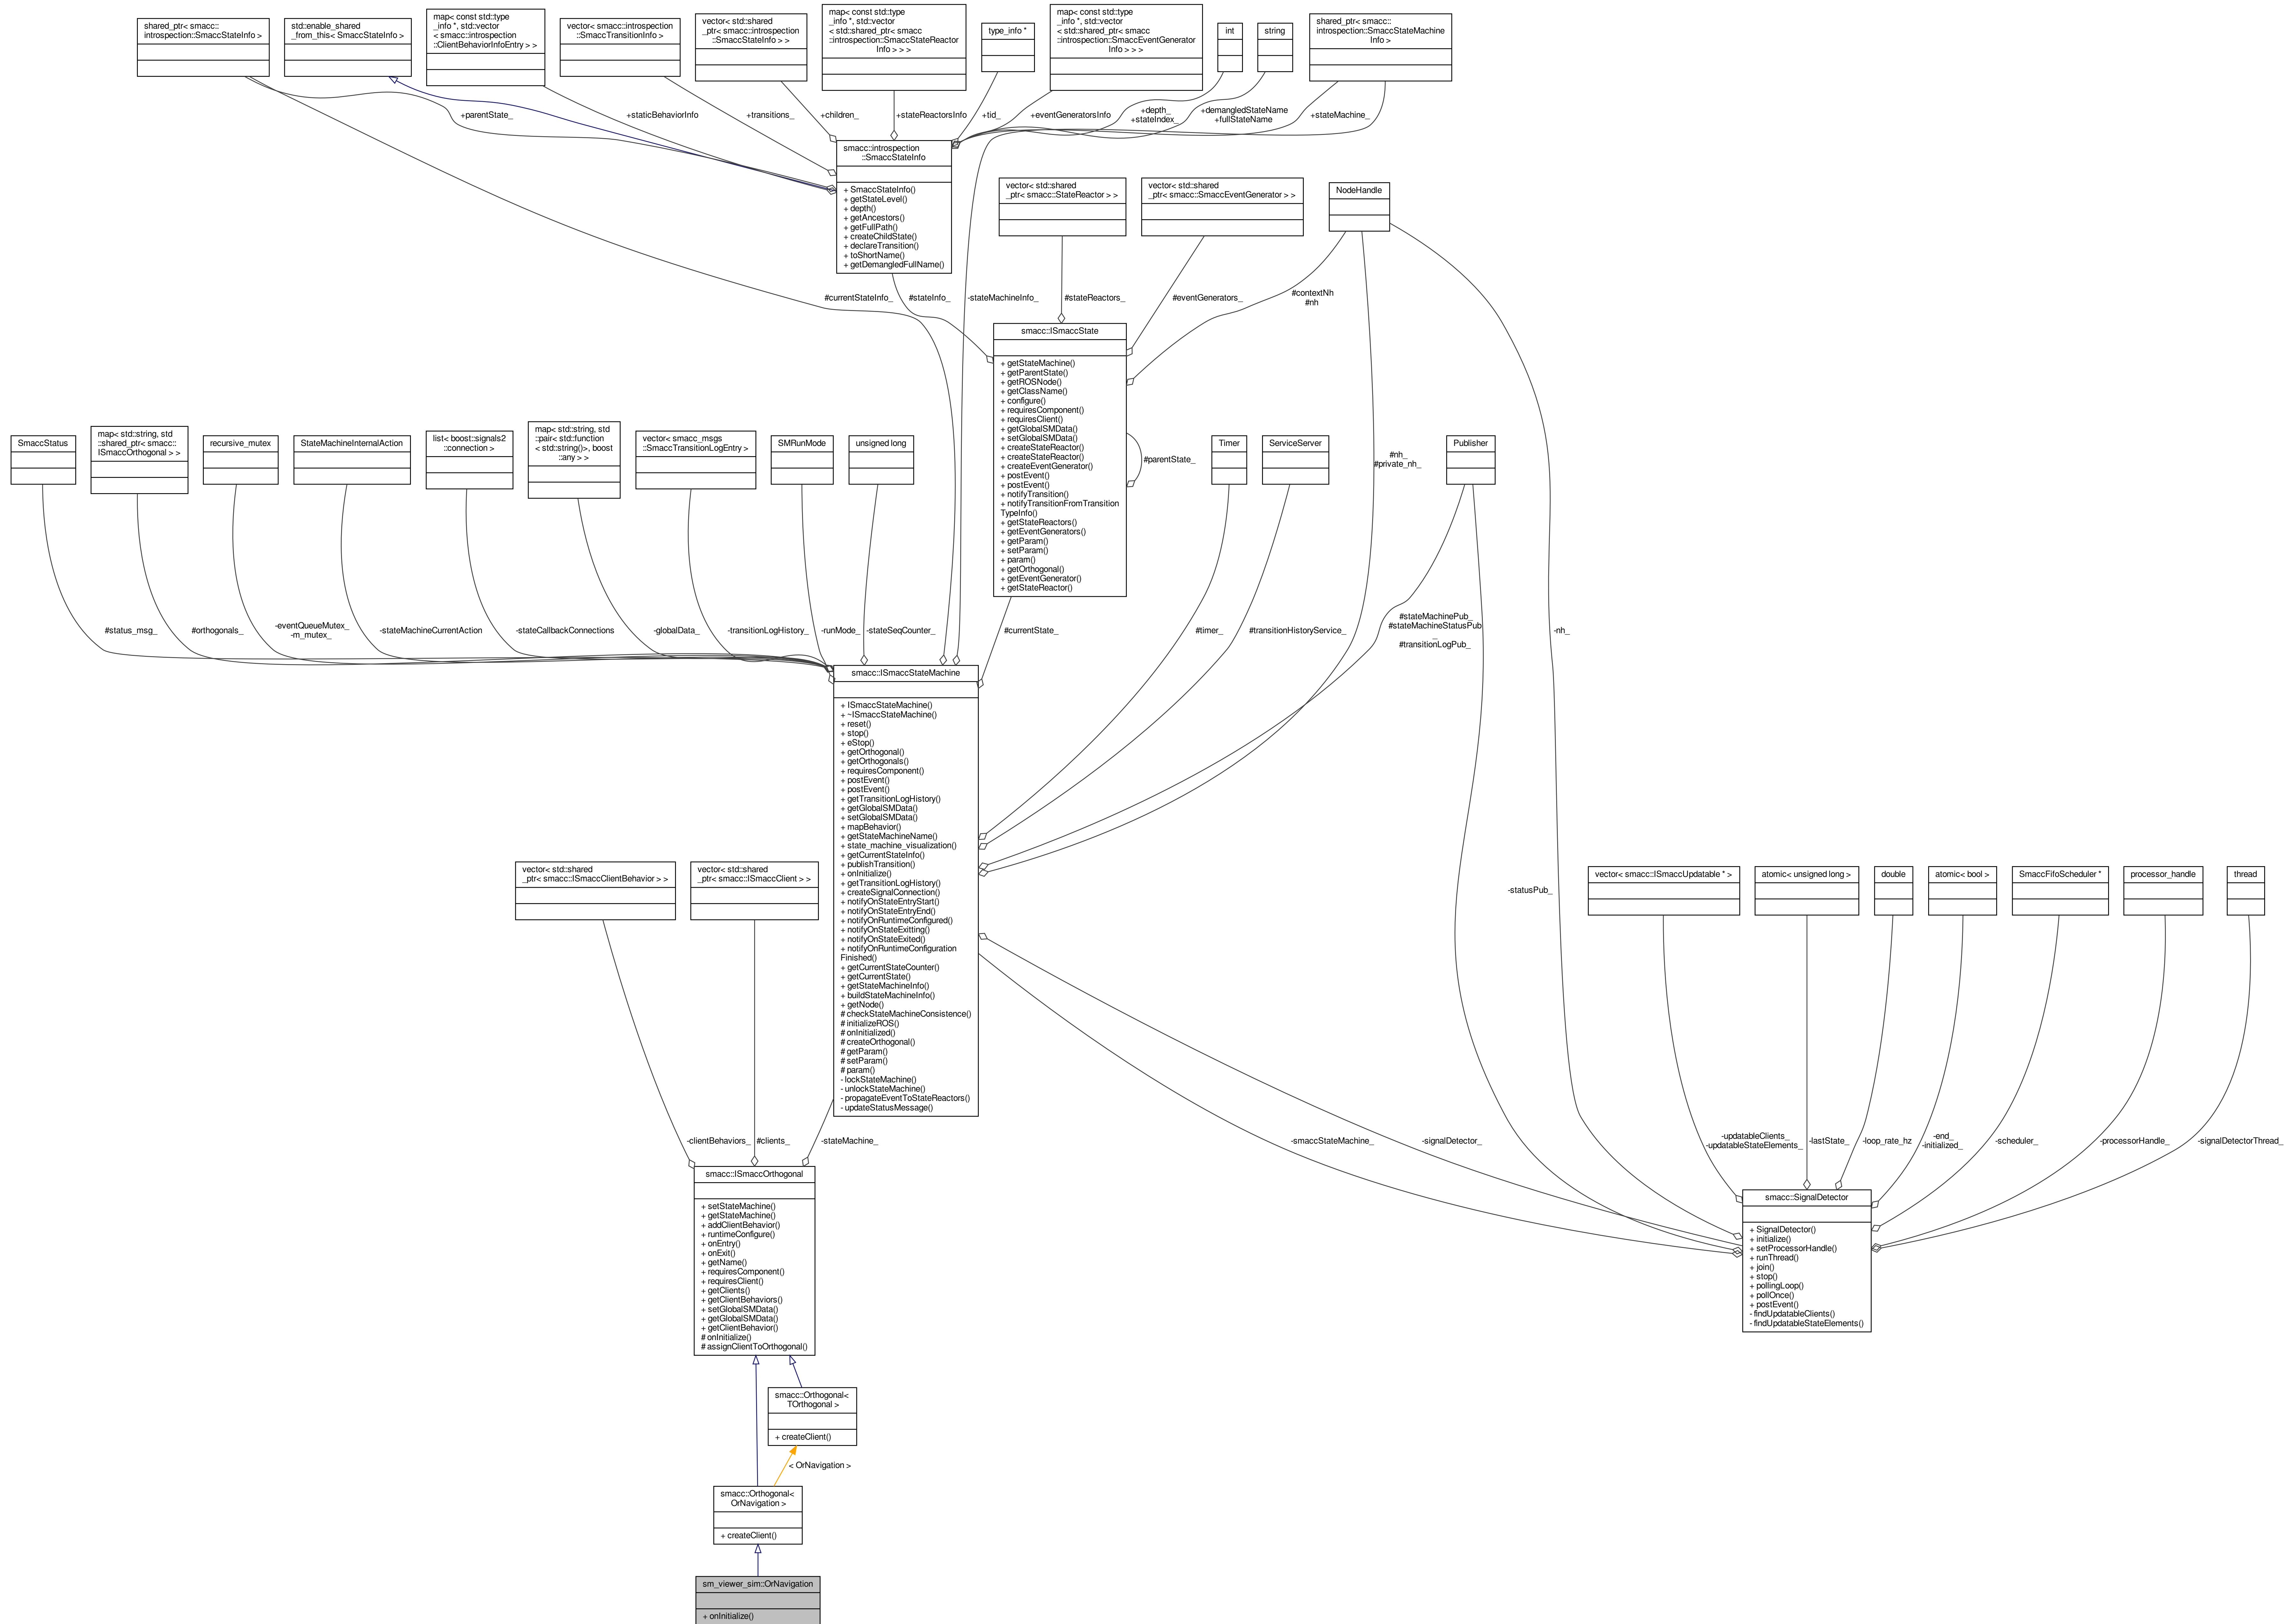 shared_ptr< smacc::
introspection::SmaccStateInfo >
std::enable_shared
_from_this< SmaccStateInfo >
map< const std::type
_info *, std::vector
< smacc::introspection
::ClientBehaviorInfoEntry > >
vector< smacc::introspection
::SmaccTransitionInfo >
vector< std::shared
_ptr< smacc::introspection
::SmaccStateInfo > >
map< const std::type
_info *, std::vector
< std::shared_ptr< smacc
::introspection::SmaccStateReactor
Info > > >
type_info *
map< const std::type
_info *, std::vector
< std::shared_ptr< smacc
::introspection::SmaccEventGenerator
Info > > >
int
string
shared_ptr< smacc::
introspection::SmaccStateMachine
Info >
+parentState_
+staticBehaviorInfo
+transitions_
+children_
+stateReactorsInfo
+tid_
+eventGeneratorsInfo
+depth_
+stateIndex_
+demangledStateName
+fullStateName
+stateMachine_
smacc::introspection
::SmaccStateInfo
+ SmaccStateInfo()
+ getStateLevel()
+ depth()
+ getAncestors()
+ getFullPath()
+ createChildState()
+ declareTransition()
+ toShortName()
+ getDemangledFullName()
vector< std::shared
_ptr< smacc::StateReactor > >
vector< std::shared
_ptr< smacc::SmaccEventGenerator > >
NodeHandle
#currentStateInfo_
#stateInfo_
-stateMachineInfo_
#stateReactors_
#eventGenerators_
#contextNh
#nh
smacc::ISmaccState
+ getStateMachine()
+ getParentState()
+ getROSNode()
+ getClassName()
+ configure()
+ requiresComponent()
+ requiresClient()
+ getGlobalSMData()
+ setGlobalSMData()
+ createStateReactor()
+ createStateReactor()
+ createEventGenerator()
+ postEvent()
+ postEvent()
+ notifyTransition()
+ notifyTransitionFromTransition
TypeInfo()
+ getStateReactors()
+ getEventGenerators()
+ getParam()
+ setParam()
+ param()
+ getOrthogonal()
+ getEventGenerator()
+ getStateReactor()
#parentState_
SmaccStatus
map< std::string, std
::shared_ptr< smacc::
ISmaccOrthogonal > >
recursive_mutex
StateMachineInternalAction
list< boost::signals2
::connection >
map< std::string, std
::pair< std::function
< std::string()>, boost
::any > >
vector< smacc_msgs
::SmaccTransitionLogEntry >
SMRunMode
unsigned long
Timer
ServiceServer
Publisher
#nh_
#private_nh_
#status_msg_
#orthogonals_
-eventQueueMutex_
-m_mutex_
-stateMachineCurrentAction
-stateCallbackConnections
-globalData_
-transitionLogHistory_
-runMode_
-stateSeqCounter_
#currentState_
#timer_
#transitionHistoryService_
#stateMachinePub_
#stateMachineStatusPub
_
#transitionLogPub_
-nh_
smacc::ISmaccStateMachine
+ ISmaccStateMachine()
+ ~ISmaccStateMachine()
+ reset()
+ stop()
+ eStop()
+ getOrthogonal()
+ getOrthogonals()
+ requiresComponent()
+ postEvent()
+ postEvent()
+ getTransitionLogHistory()
+ getGlobalSMData()
+ setGlobalSMData()
+ mapBehavior()
+ getStateMachineName()
+ state_machine_visualization()
+ getCurrentStateInfo()
+ publishTransition()
+ onInitialize()
+ getTransitionLogHistory()
+ createSignalConnection()
+ notifyOnStateEntryStart()
+ notifyOnStateEntryEnd()
+ notifyOnRuntimeConfigured()
+ notifyOnStateExitting()
+ notifyOnStateExited()
+ notifyOnRuntimeConfiguration
Finished()
+ getCurrentStateCounter()
+ getCurrentState()
+ getStateMachineInfo()
+ buildStateMachineInfo()
+ getNode()
# checkStateMachineConsistence()
# initializeROS()
# onInitialized()
# createOrthogonal()
# getParam()
# setParam()
# param()
- lockStateMachine()
- unlockStateMachine()
- propagateEventToStateReactors()
- updateStatusMessage()
vector< std::shared
_ptr< smacc::ISmaccClientBehavior > >
vector< std::shared
_ptr< smacc::ISmaccClient > >
-statusPub_
vector< smacc::ISmaccUpdatable * >
atomic< unsigned long >
double
atomic< bool >
SmaccFifoScheduler *
processor_handle
thread
-clientBehaviors_
#clients_
-stateMachine_
-smaccStateMachine_
-signalDetector_
-updatableClients_
-updatableStateElements_
-lastState_
-loop_rate_hz
-end_
-initialized_
-scheduler_
-processorHandle_
-signalDetectorThread_
smacc::ISmaccOrthogonal
+ setStateMachine()
+ getStateMachine()
+ addClientBehavior()
+ runtimeConfigure()
+ onEntry()
+ onExit()
+ getName()
+ requiresComponent()
+ requiresClient()
+ getClients()
+ getClientBehaviors()
+ setGlobalSMData()
+ getGlobalSMData()
+ getClientBehavior()
# onInitialize()
# assignClientToOrthogonal()
smacc::SignalDetector
+ SignalDetector()
+ initialize()
+ setProcessorHandle()
+ runThread()
+ join()
+ stop()
+ pollingLoop()
+ pollOnce()
+ postEvent()
- findUpdatableClients()
- findUpdatableStateElements()
smacc::Orthogonal<
TOrthogonal >
+ createClient()
< OrNavigation >
smacc::Orthogonal<
OrNavigation >
+ createClient()
sm_viewer_sim::OrNavigation
+ onInitialize()